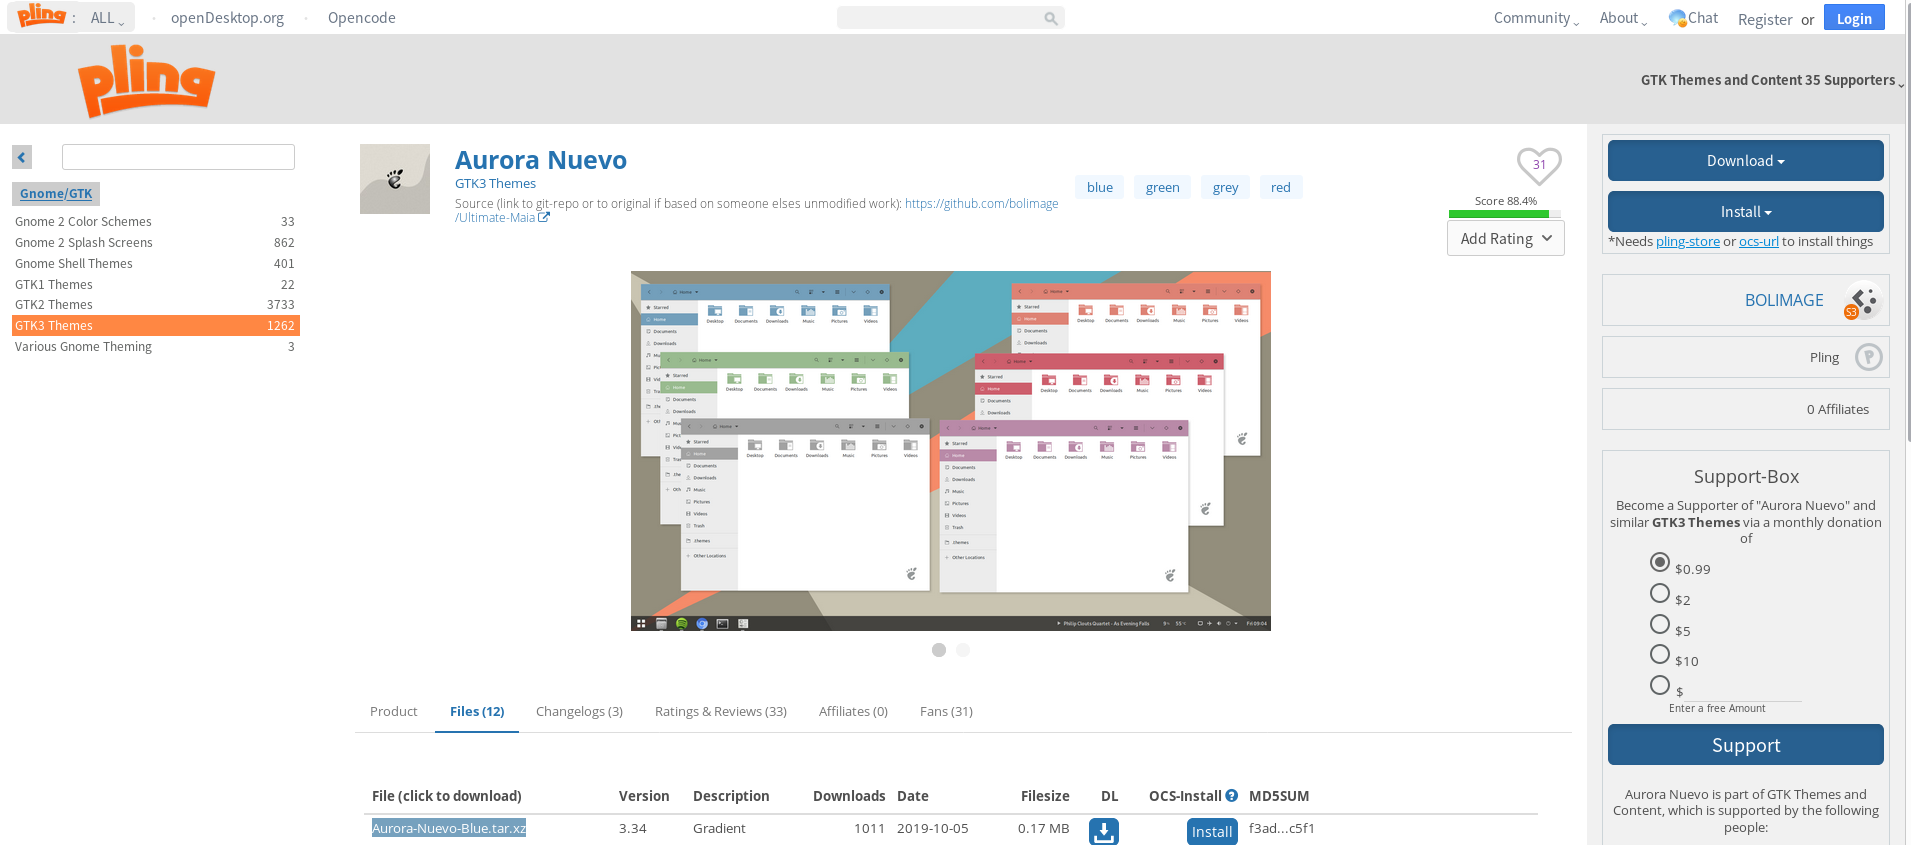 pling : ALL
openDesktop.org
Opencode
Community
About
Chat
Register or Login
pling
GTK Themes and Content 35 Supporters
Gnome/GTK
Gnome 2 Color Schemes 33
Gnome 2 Splash Screens 862
Gnome Shell Themes 401
GTK1 Themes 22
GTK2 Themes 3733
GTK3 Themes 1262
Various Gnome Theming 3
Aurora Nuevo
GTK3 Themes
Source (link to git-repo or to original if based on someone elses unmodified work): https://github.com/bolimage
/Ultimate-Maia
blue green grey red
31
Score 88.4%
Add Rating
Product
Files (12)
Changelogs (3)
Ratings & Reviews (33)
Affiliates (0)
Fans (31)
File (click to download) Version Description Downloads Date Filesize DL OCS-Install MD5SUM
Aurora-Nuevo-Blue.tar.xz 3.34 Gradient 1011 2019-10-05 0.17 MB Install f3ad...c5f1
Download
Install
*Needs pling-store or ocs-url to install things
BOLIMAGE
S3
Pling
P
0 Affiliates
Support-Box
Become a Supporter of "Aurora Nuevo" and
similar GTK3 Themes via a monthly donation
of
$0.99
$2
$5
$10
$
Enter a free Amount
Support
Aurora Nuevo is part of GTK Themes and
Content, which is supported by the following
people: